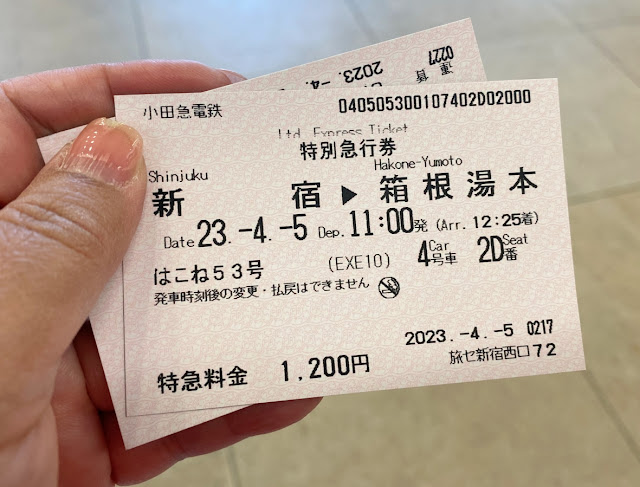 小田急電鉄 040505300107402D02000
Ltd. Express Ticket
特別急行券
Shinjuku Hakone-Yumoto
新 宿 ▶ 箱根湯本
Date 23.-4.-5 Dep. 11:00発 (Arr. 12:25着)
はこね53号 (EXE10) 4 Car 号車 2D Seat 番
発車時刻後の変更・払戻はできません
2023.-4.-5 0217
旅セ新宿西口72
特急料金 1,200円
2023.-4.
0227